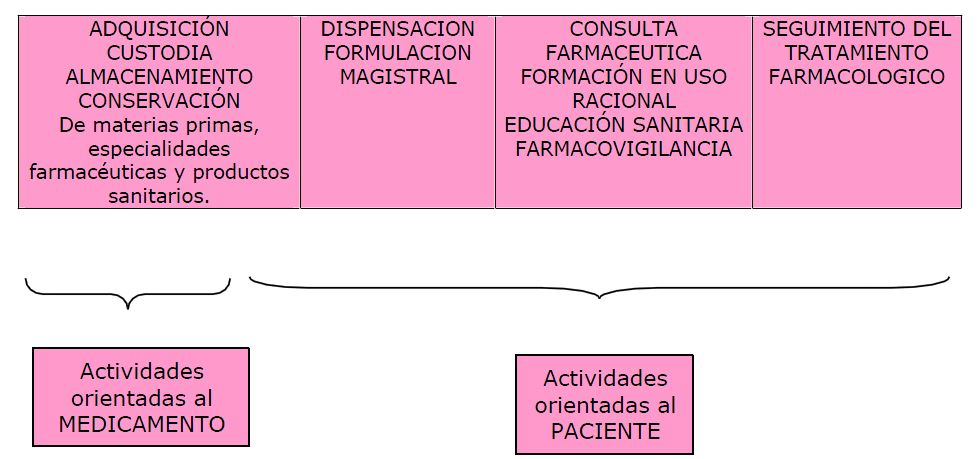 ADQUISICIÓN
CUSTODIA
ALMACENAMIENTO
CONSERVACIÓN
De materias primas,
especialidades
farmacéuticas y productos
sanitarios.
DISPENSACION
FORMULACION
MAGISTRAL
CONSULTA
FARMACEUTICA
FORMACIÓN EN USO
RACIONAL
EDUCACIÓN SANITARIA
FARMACOVIGILANCIA
SEGUIMIENTO DEL
TRATAMIENTO
FARMACOLOGICO
Actividades
orientadas al
MEDICAMENTO
Actividades
orientadas al
PACIENTE